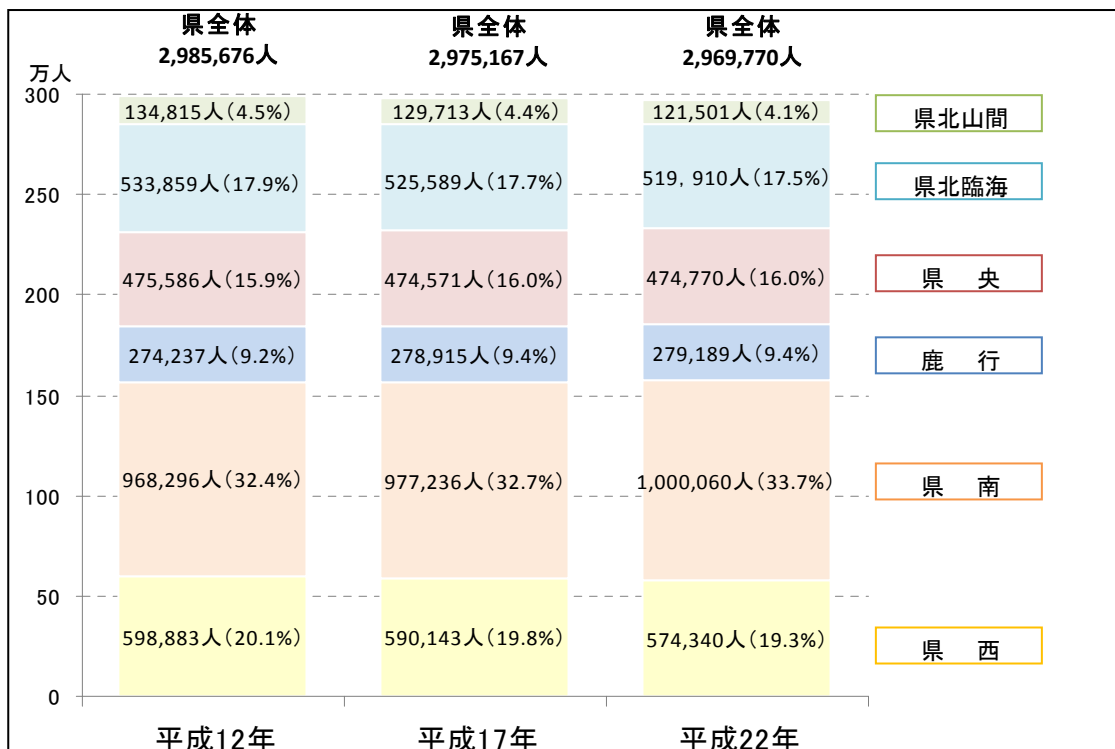 県全体 県全体 県全体
2,985,676人 2,975,167人 2,969,770人
万人
300
134,815人(4.5%) 129,713人(4.4%) 121,501人(4.1%) 県北山間
533,859人(17.9%) 525,589人(17.7%) 519，910人(17.5%) 県北臨海
250
475,586人(15.9%) 474,571人(16.0%) 474,770人(16.0%) 県　央
200
274,237人(9.2%) 278,915人(9.4%) 279,189人(9.4%) 鹿　行
150
968,296人(32.4%) 977,236人(32.7%) 1,000,060人(33.7%) 県　南
100
50
598,883人(20.1%) 590,143人(19.8%) 574,340人(19.3%) 県　西
0
平成12年 平成17年 平成22年